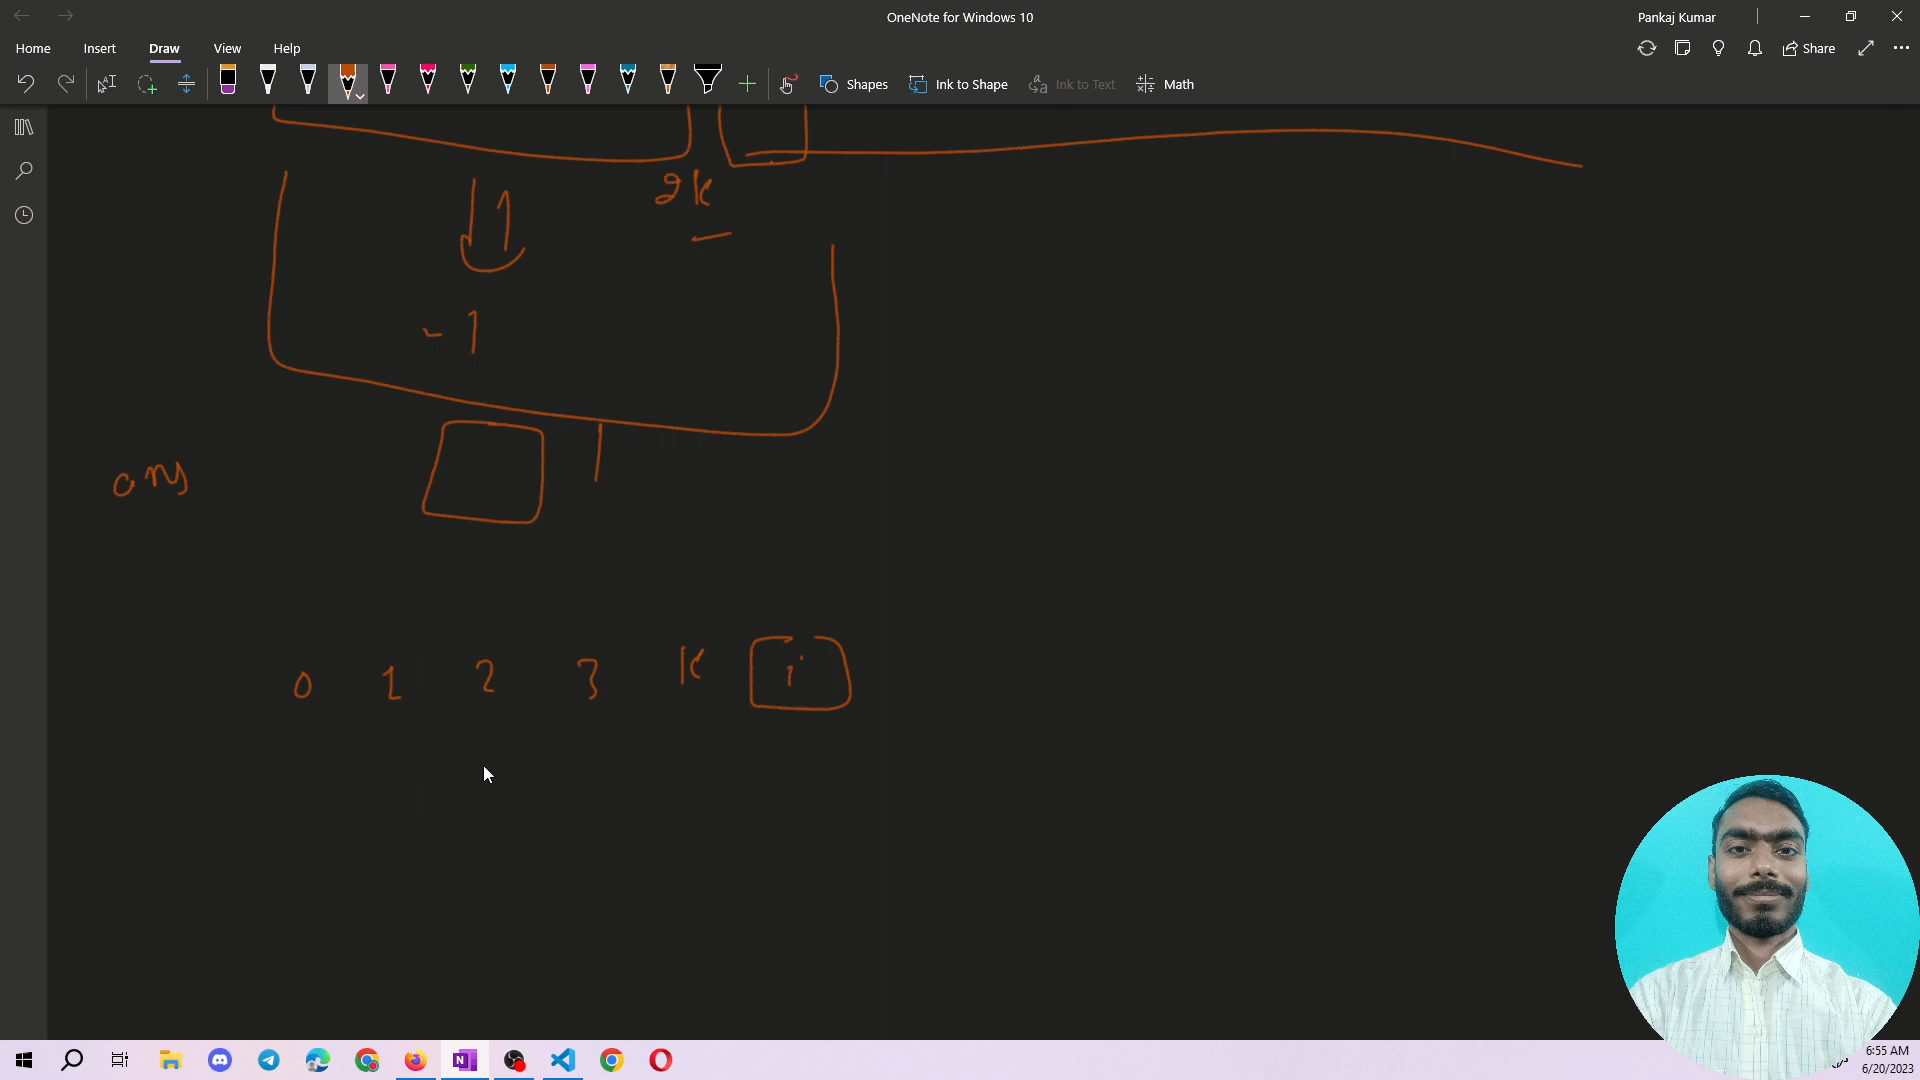 OneNote for Windows 10
Pankaj Kumar
Home Insert Draw View Help
Share
Shapes Ink to Shape Ink to Text Math
2k
1
- 1
ans
0 1 2 3 k i
6:55 AM
6/20/2023